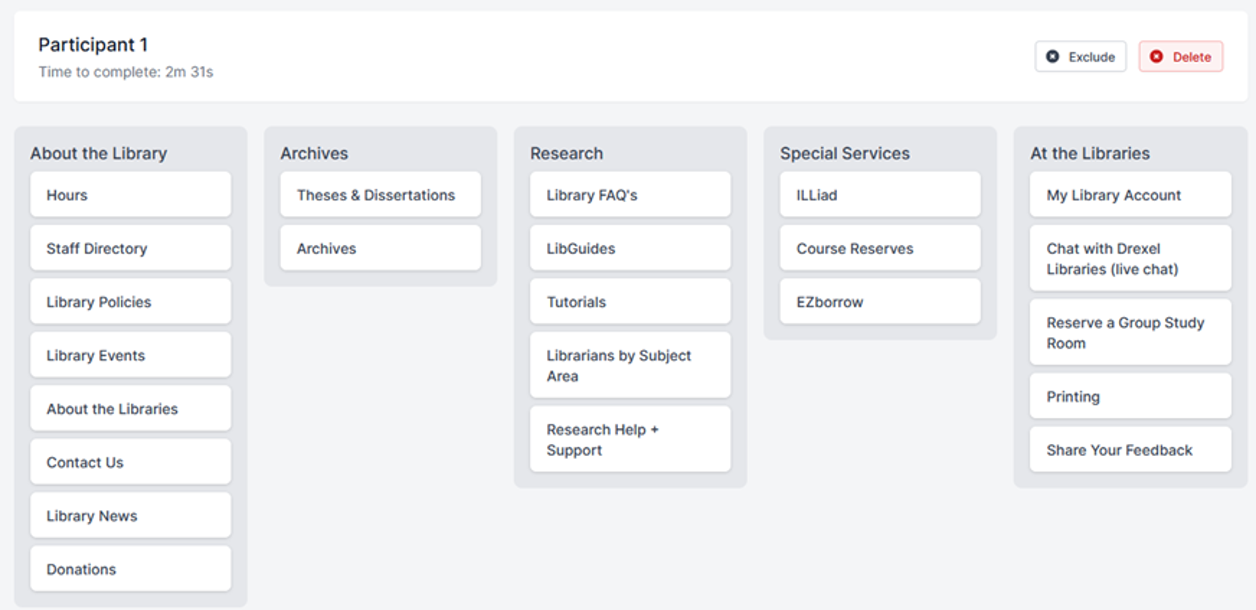 Participant 1
Time to complete: 2m 31s
Exclude
Delete
About the Library
Hours
Staff Directory
Library Policies
Library Events
About the Libraries
Contact Us
Library News
Donations
Archives
Theses & Dissertations
Archives
Research
Library FAQ's
LibGuides
Tutorials
Librarians by Subject
Area
Research Help +
Support
Special Services
ILLiad
Course Reserves
EZborrow
At the Libraries
My Library Account
Chat with Drexel
Libraries (live chat)
Reserve a Group Study
Room
Printing
Share Your Feedback